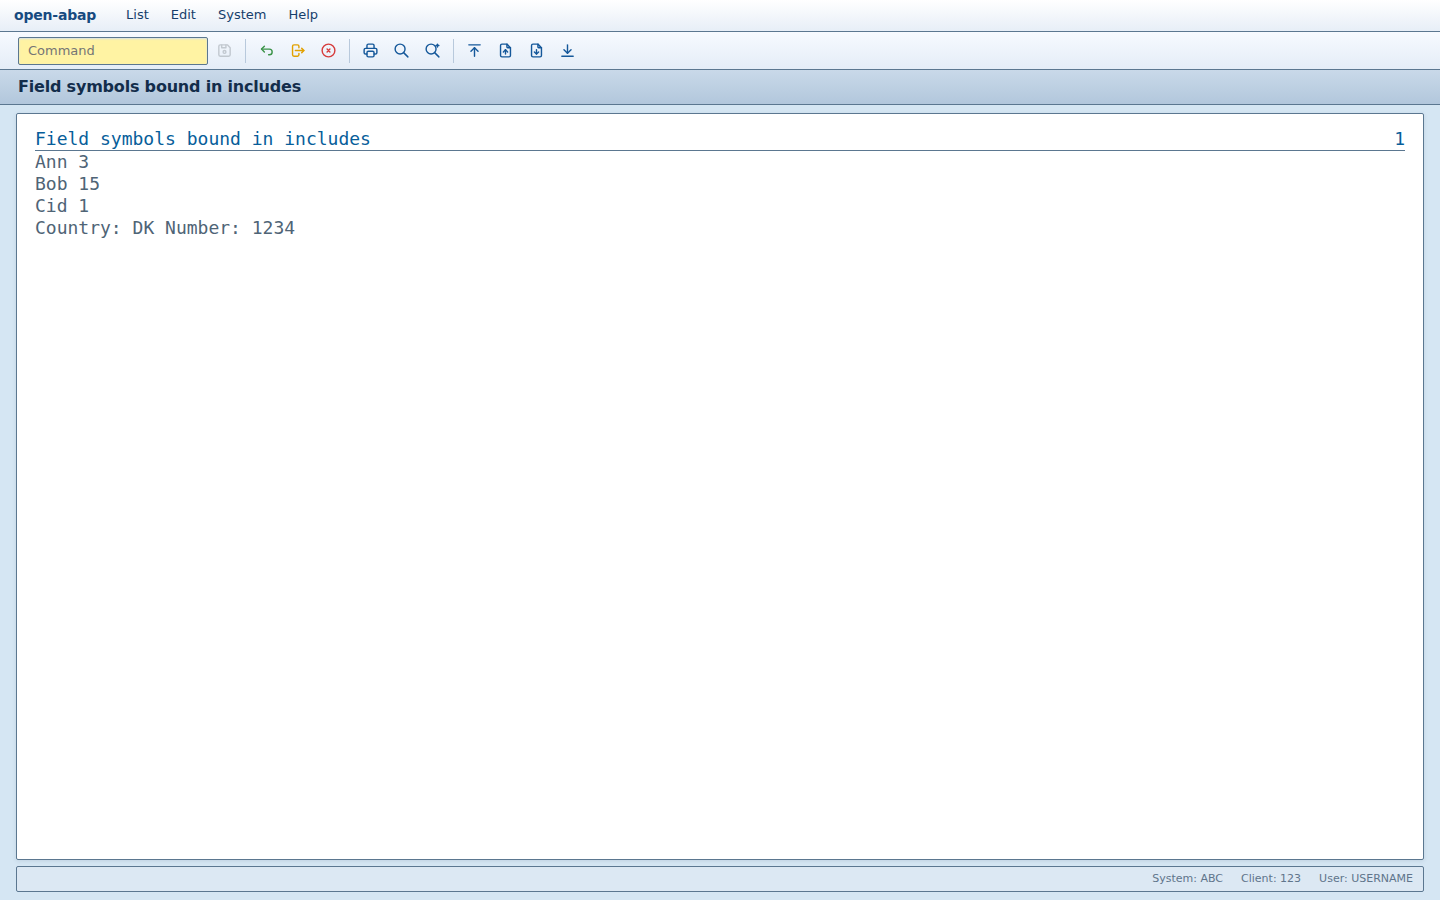 open-abap List Edit System Help
Command
Field symbols bound in includes
Field symbols bound in includes 1
Ann 3
Bob 15
Cid 1
Country: DK Number: 1234
System: ABC Client: 123 User: USERNAME